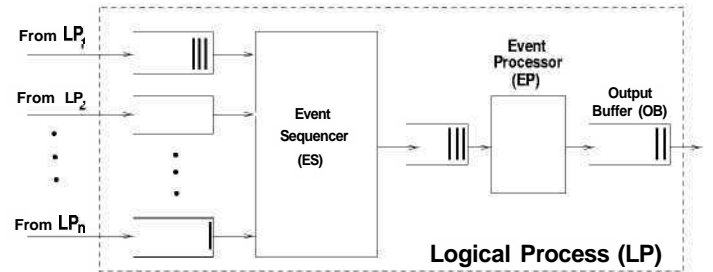 From LP1
From LP2
From LPn
Event
Sequencer
(ES)
Event
Processor
(EP)
Output
Buffer (OB)
Logical Process (LP)